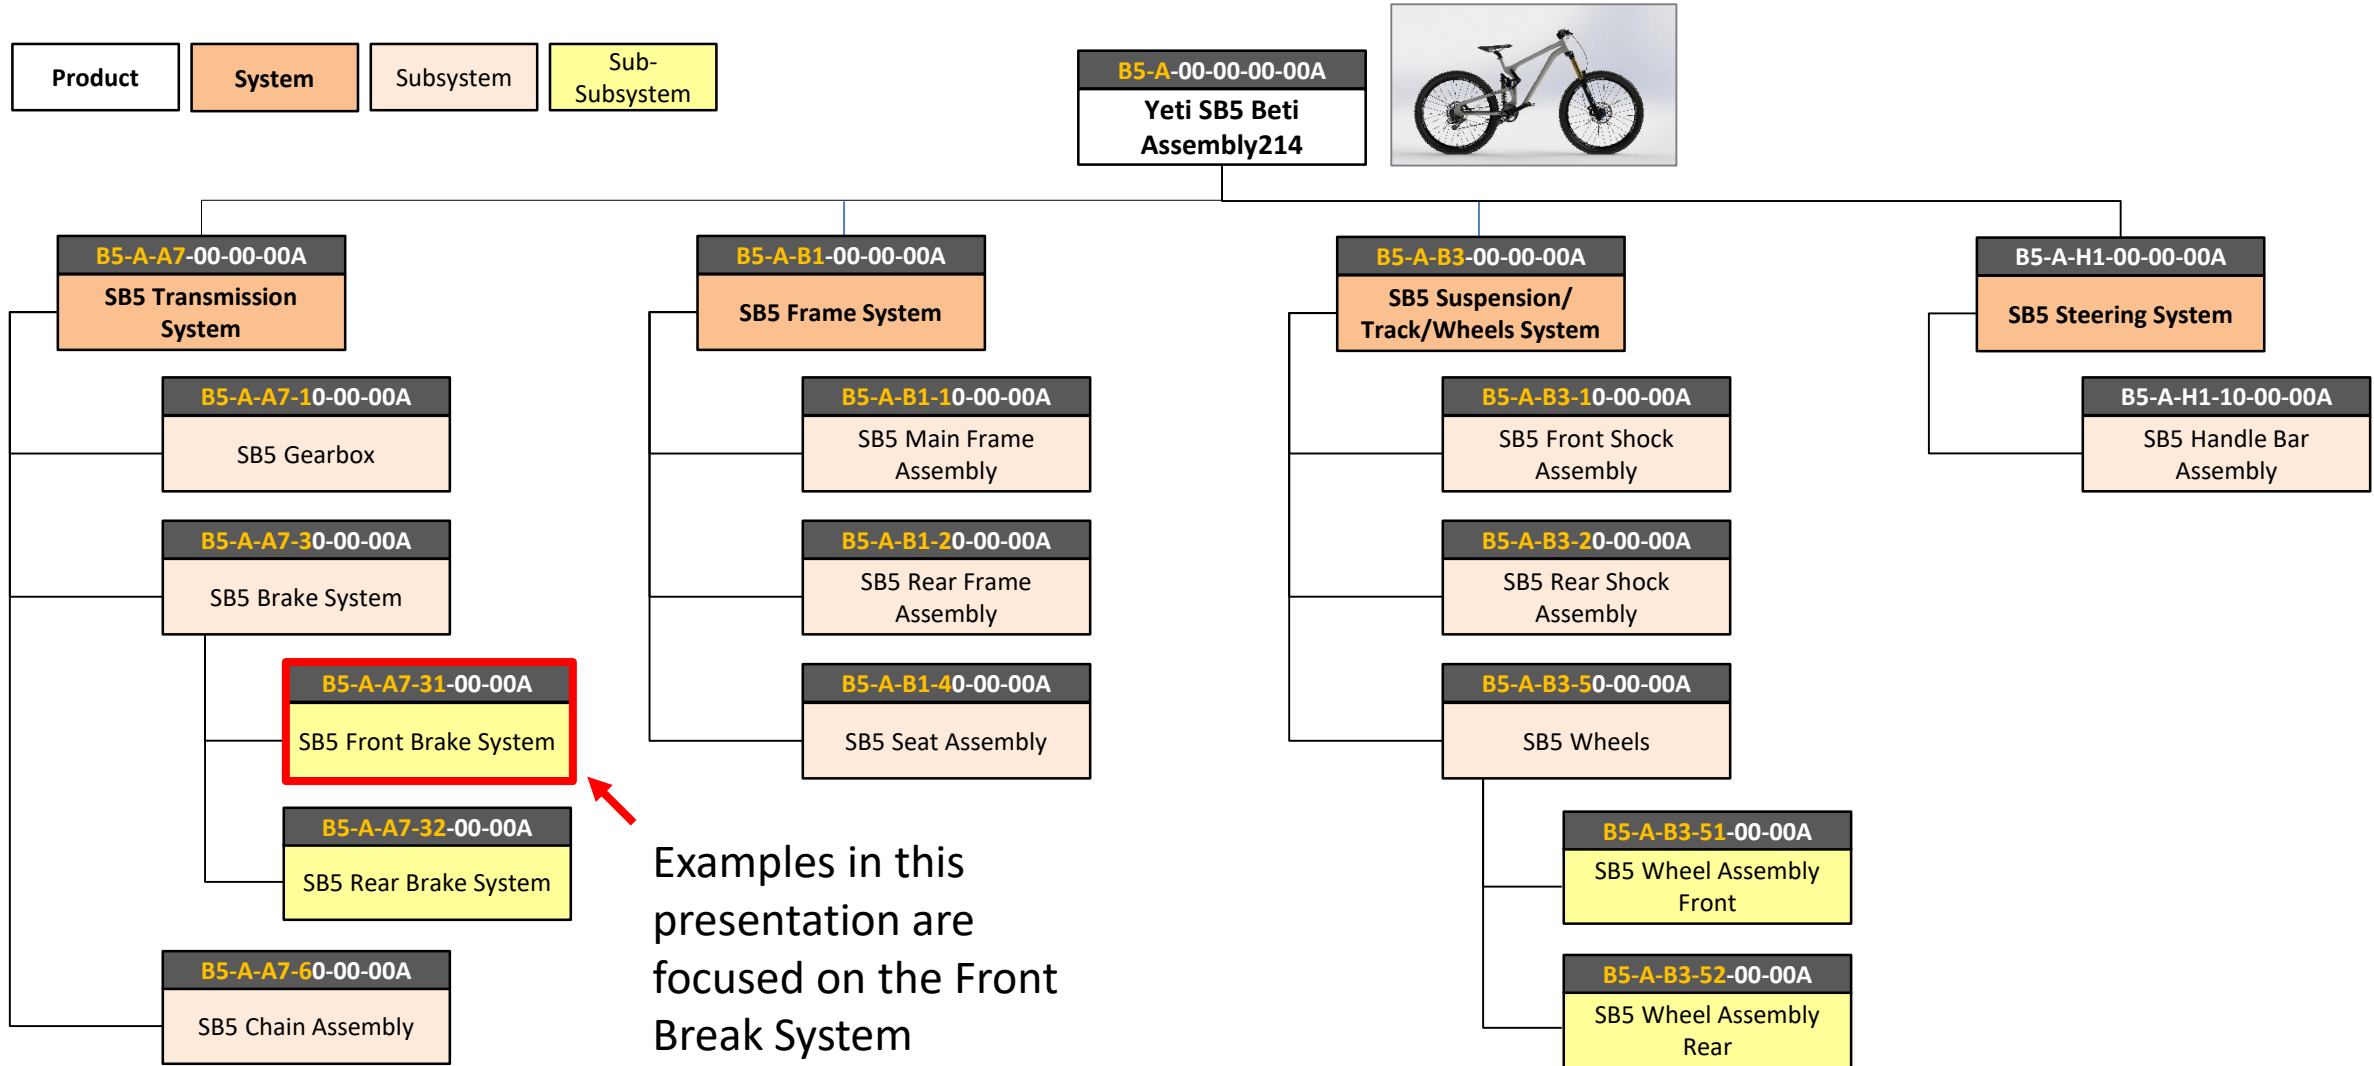 Product
System
Subsystem
Sub-
Subsystem
B5-A-00-00-00-00A
Yeti SB5 Beti
Assembly214
B5-A-A7-00-00-00A
SB5 Transmission
System
B5-A-A7-10-00-00A
SB5 Gearbox
B5-A-A7-30-00-00A
SB5 Brake System
B5-A-A7-31-00-00A
SB5 Front Brake System
B5-A-A7-32-00-00A
SB5 Rear Brake System
B5-A-A7-60-00-00A
SB5 Chain Assembly
B5-A-B1-00-00-00A
SB5 Frame System
B5-A-B1-10-00-00A
SB5 Main Frame
Assembly
B5-A-B1-20-00-00A
SB5 Rear Frame
Assembly
B5-A-B1-40-00-00A
SB5 Seat Assembly
Examples in this
presentation are
focused on the Front
Break System
B5-A-B3-00-00-00A
SB5 Suspension/
Track/Wheels System
B5-A-B3-10-00-00A
SB5 Front Shock
Assembly
B5-A-B3-20-00-00A
SB5 Rear Shock
Assembly
B5-A-B3-50-00-00A
SB5 Wheels
B5-A-B3-51-00-00A
SB5 Wheel Assembly
Front
B5-A-B3-52-00-00A
SB5 Wheel Assembly
Rear
B5-A-H1-00-00-00A
SB5 Steering System
B5-A-H1-10-00-00A
SB5 Handle Bar
Assembly